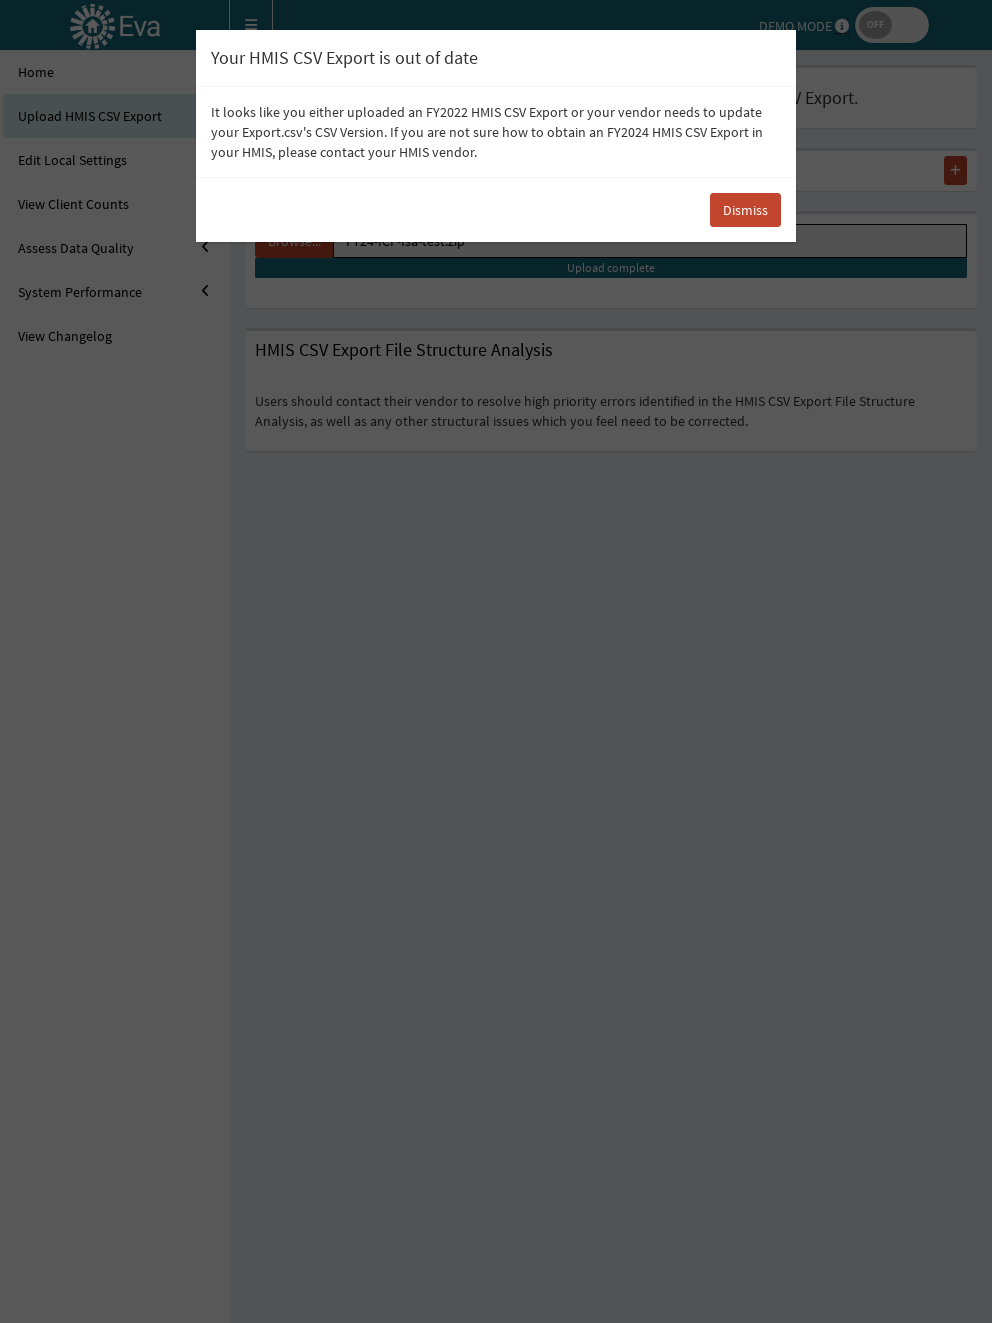 Eva
DEMO MODE
OFF
Your HMIS CSV Export is out of date
It looks like you either uploaded an FY2022 HMIS CSV Export or your vendor needs to update
your Export.csv's CSV Version. If you are not sure how to obtain an FY2024 HMIS CSV Export in
your HMIS, please contact your HMIS vendor.
Dismiss
Home
Upload HMIS CSV Export
Edit Local Settings
View Client Counts
Assess Data Quality
System Performance
View Changelog
Export.
+
Browse...
Upload complete
HMIS CSV Export File Structure Analysis
Users should contact their vendor to resolve high priority errors identified in the HMIS CSV Export File Structure
Analysis, as well as any other structural issues which you feel need to be corrected.